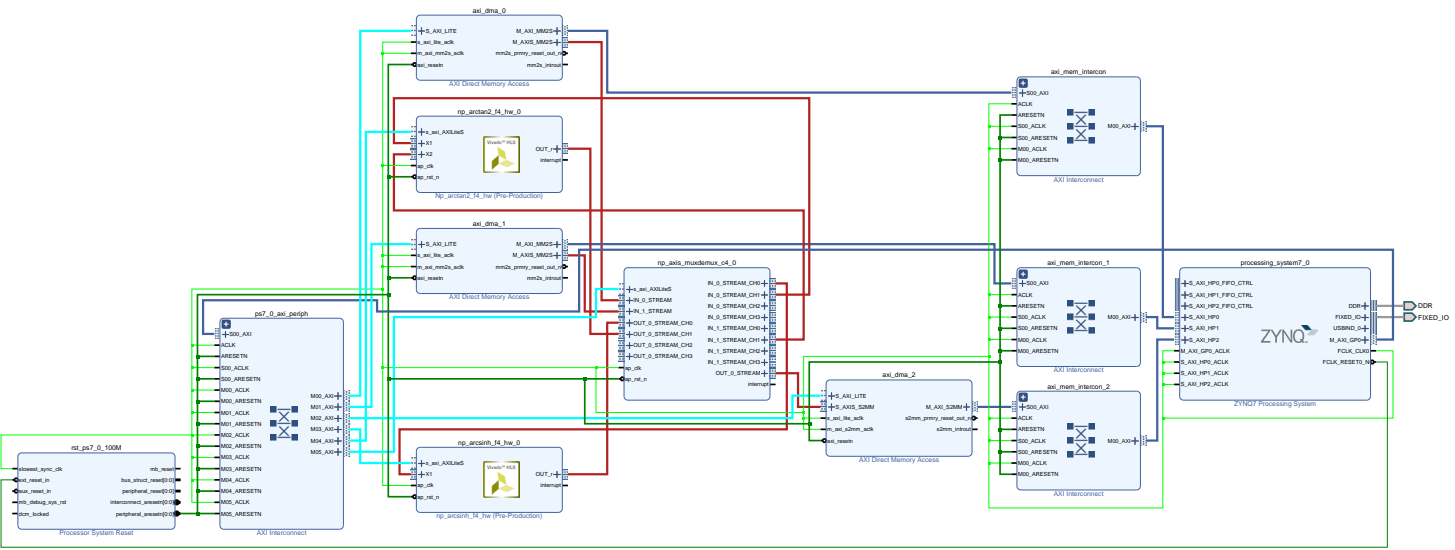 axi_dma_0
S_AXI_LITE
s_axi_lite_aclk
m_axi_mm2s_aclk
axi_resetn
M_AXI_MM2S
M_AXIS_MM2S
mm2s_prmry_reset_out_n
mm2s_introut
AXI Direct Memory Access
np_arctan2_f4_hw_0
s_axi_AXILiteS
X1
X2
ap_clk
ap_rst_n
Vivado™ HLS
OUT_r
interrupt
Np_arctan2_f4_hw (Pre-Production)
axi_dma_1
S_AXI_LITE
s_axi_lite_aclk
m_axi_mm2s_aclk
axi_resetn
M_AXI_MM2S
M_AXIS_MM2S
mm2s_prmry_reset_out_n
mm2s_introut
AXI Direct Memory Access
ps7_0_axi_periph
S00_AXI
ACLK
ARESETN
S00_ACLK
S00_ARESETN
M00_ACLK
M00_ARESETN
M01_ACLK
M01_ARESETN
M02_ACLK
M02_ARESETN
M03_ACLK
M03_ARESETN
M04_ACLK
M04_ARESETN
M05_ACLK
M05_ARESETN
M00_AXI
M01_AXI
M02_AXI
M03_AXI
M04_AXI
M05_AXI
AXI Interconnect
rst_ps7_0_100M
slowest_sync_clk
ext_reset_in
aux_reset_in
mb_debug_sys_rst
dcm_locked
mb_reset
bus_struct_reset[0:0]
peripheral_reset[0:0]
interconnect_aresetn[0:0]
peripheral_aresetn[0:0]
Processor System Reset
np_arcsinh_f4_hw_0
s_axi_AXILiteS
X1
ap_clk
ap_rst_n
Vivado™ HLS
OUT_r
interrupt
np_arcsinh_f4_hw (Pre-Production)
np_axis_muxdemux_c4_0
s_axi_AXILiteS
IN_0_STREAM
IN_1_STREAM
OUT_0_STREAM_CH0
OUT_0_STREAM_CH1
OUT_0_STREAM_CH2
OUT_0_STREAM_CH3
ap_clk
ap_rst_n
IN_0_STREAM_CH0
IN_0_STREAM_CH1
IN_0_STREAM_CH2
IN_0_STREAM_CH3
IN_1_STREAM_CH0
IN_1_STREAM_CH1
IN_1_STREAM_CH2
IN_1_STREAM_CH3
OUT_0_STREAM
interrupt
axi_dma_2
S_AXI_LITE
S_AXIS_S2MM
s_axi_lite_aclk
m_axi_s2mm_aclk
axi_resetn
M_AXI_S2MM
s2mm_prmry_reset_out_n
s2mm_introut
AXI Direct Memory Access
axi_mem_intercon
S00_AXI
ACLK
ARESETN
S00_ACLK
S00_ARESETN
M00_ACLK
M00_ARESETN
M00_AXI
AXI Interconnect
axi_mem_intercon_1
S00_AXI
ACLK
ARESETN
S00_ACLK
S00_ARESETN
M00_ACLK
M00_ARESETN
M00_AXI
AXI Interconnect
axi_mem_intercon_2
S00_AXI
ACLK
ARESETN
S00_ACLK
S00_ARESETN
M00_ACLK
M00_ARESETN
M00_AXI
AXI Interconnect
processing_system7_0
S_AXI_HP0_FIFO_CTRL
S_AXI_HP1_FIFO_CTRL
S_AXI_HP2_FIFO_CTRL
S_AXI_HP0
S_AXI_HP1
S_AXI_HP2
M_AXI_GP0_ACLK
S_AXI_HP0_ACLK
S_AXI_HP1_ACLK
S_AXI_HP2_ACLK
ZYNQ
DDR
FIXED_IO
USBIND_0
M_AXI_GP0
FCLK_CLK0
FCLK_RESET0_N
ZYNQ7 Processing System
DDR
FIXED_IO